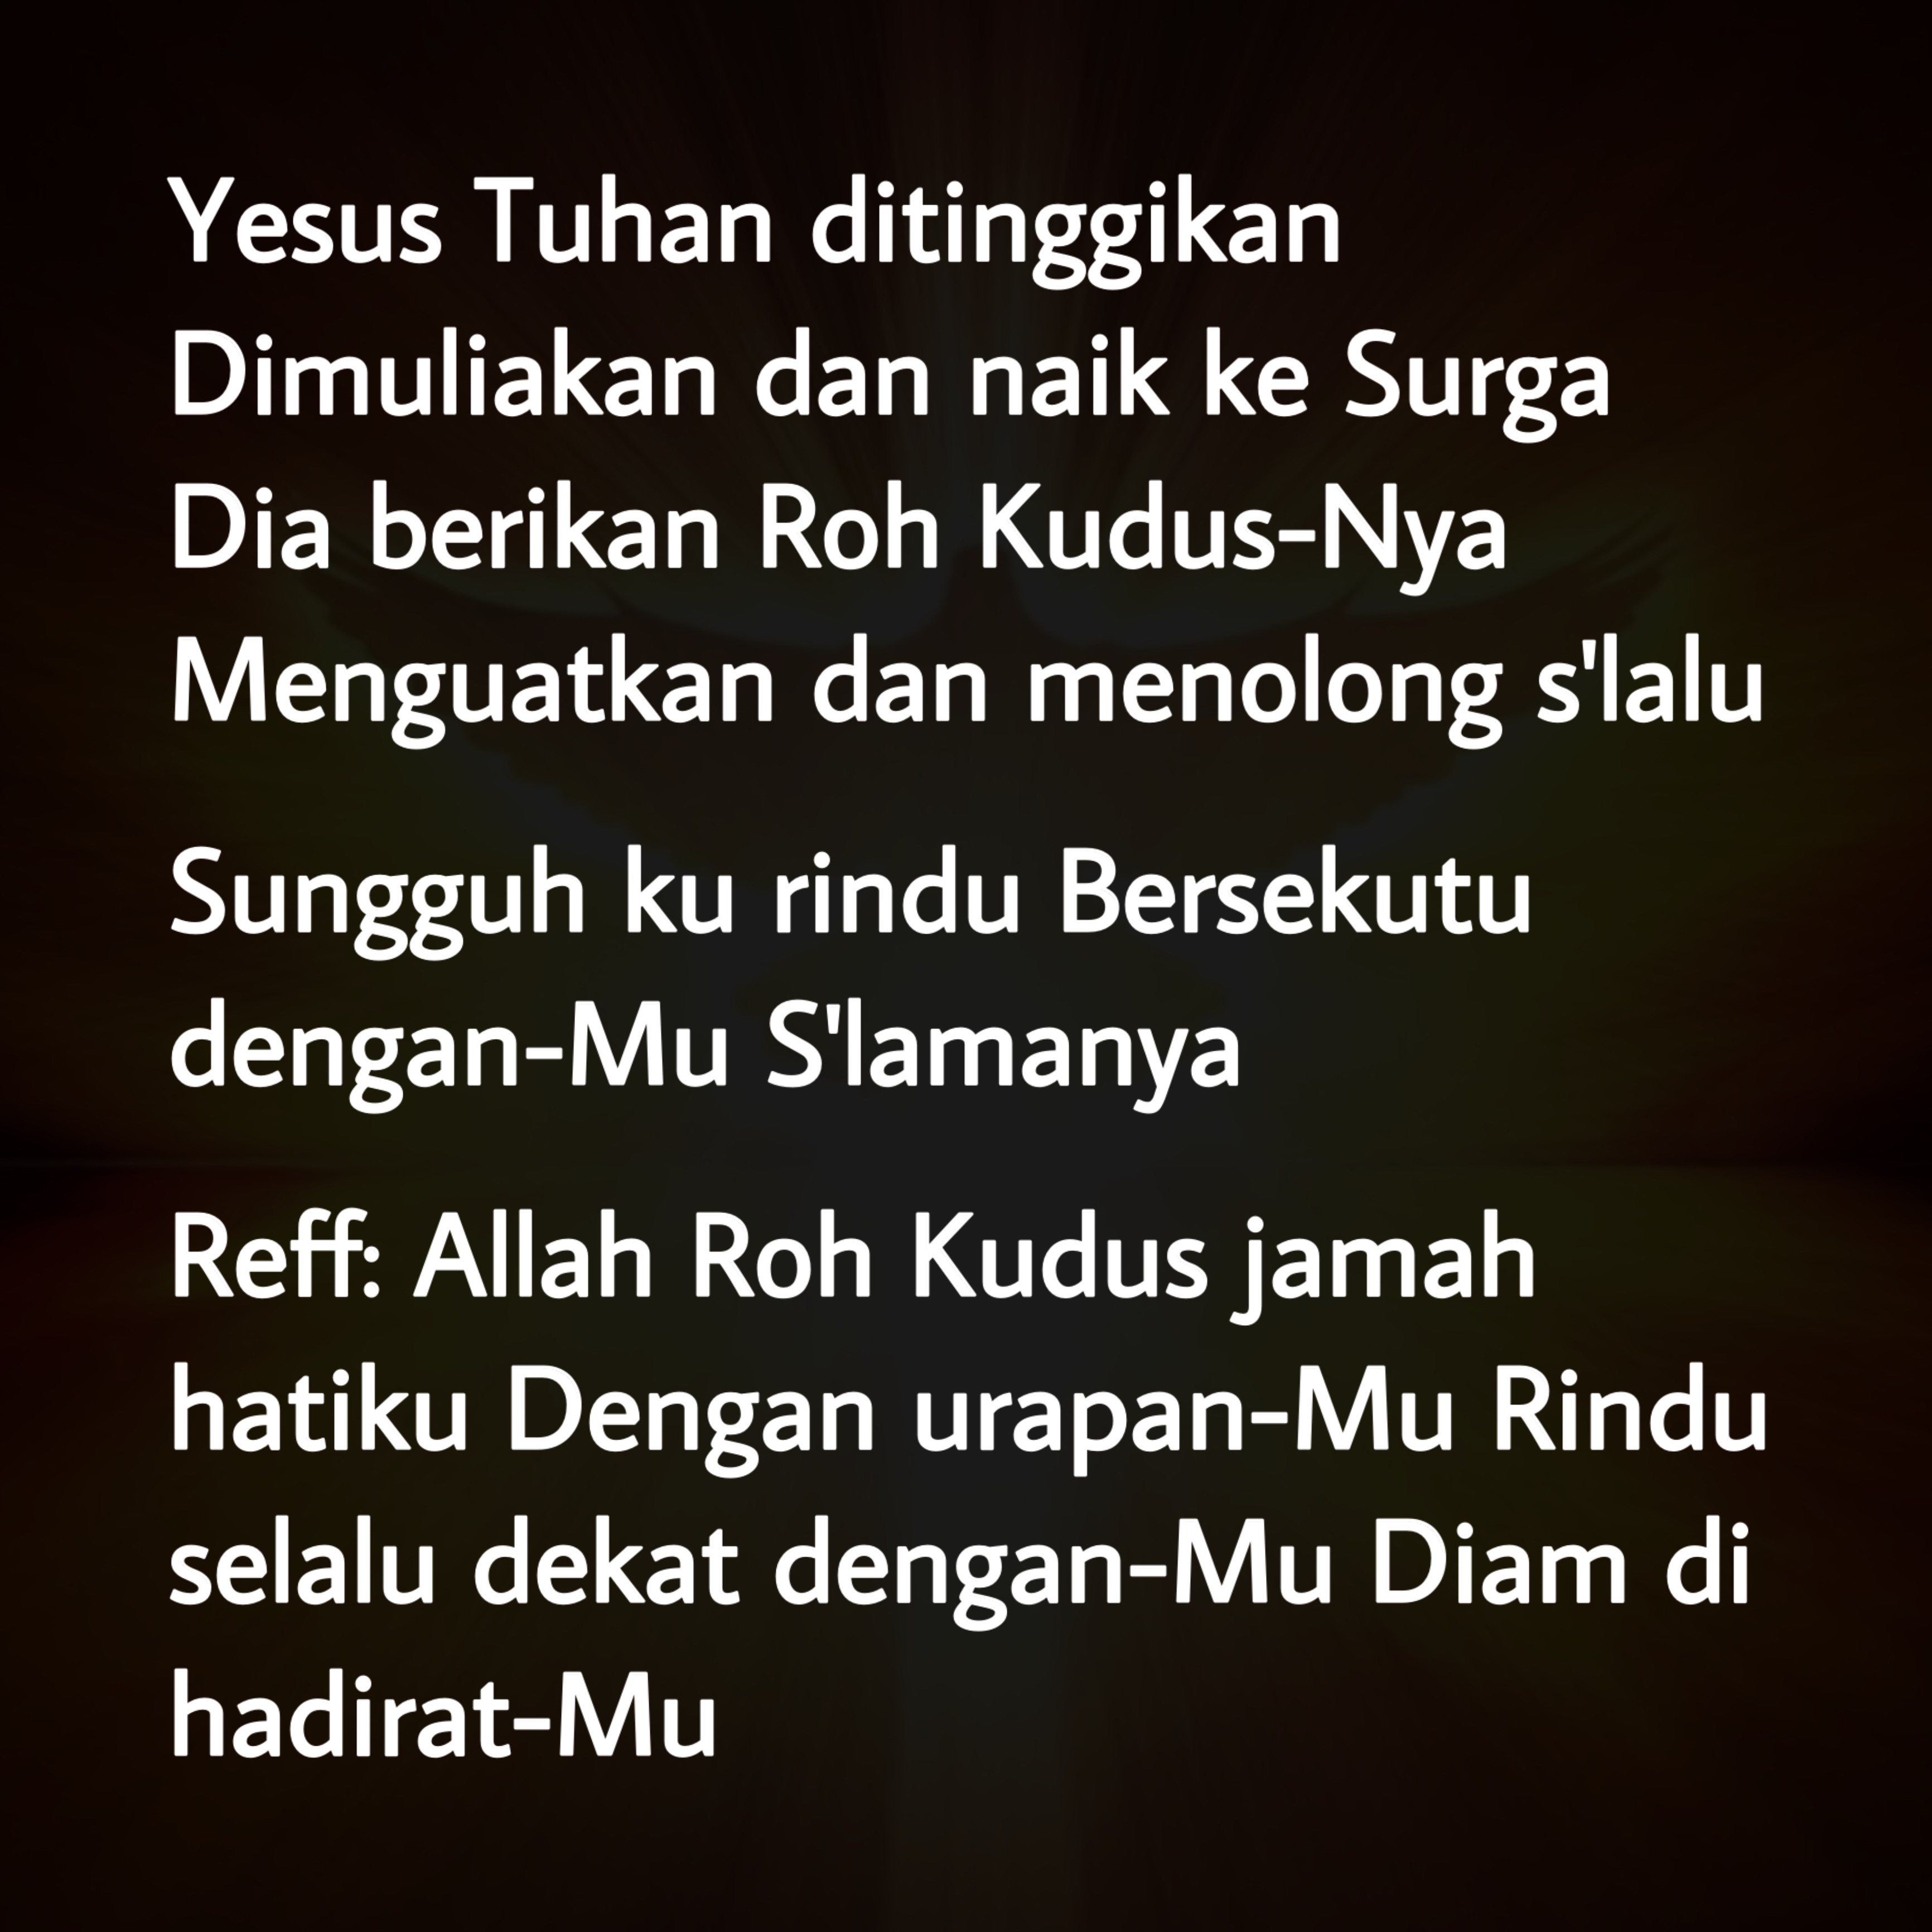 Yesus Tuhan ditinggikan
Dimuliakan dan naik ke Surga
Dia berikan Roh Kudus-Nya
Menguatkan dan menolong s'lalu
Sungguh ku rindu Bersekutu
dengan-Mu S'lamanya
Reff: Allah Roh Kudus jamah
hatiku Dengan urapan-Mu Rindu
selalu dekat dengan-Mu Diam di
hadirat-Mu